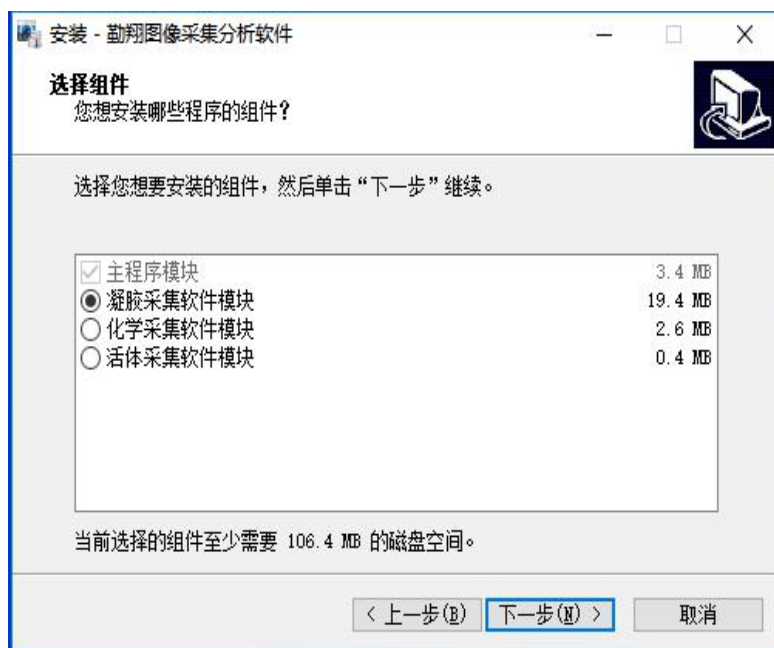 安装 - 勤翔图像采集分析软件
选择组件
您想安装哪些程序的组件?
选择您想要安装的组件，然后单击“下一步”继续。
主程序模块 3.4 MB
凝胶采集软件模块 19.4 MB
化学采集软件模块 2.6 MB
活体采集软件模块 0.4 MB
当前选择的组件至少需要 106.4 MB 的磁盘空间。
< 上一步(B) 下一步(N) > 取消